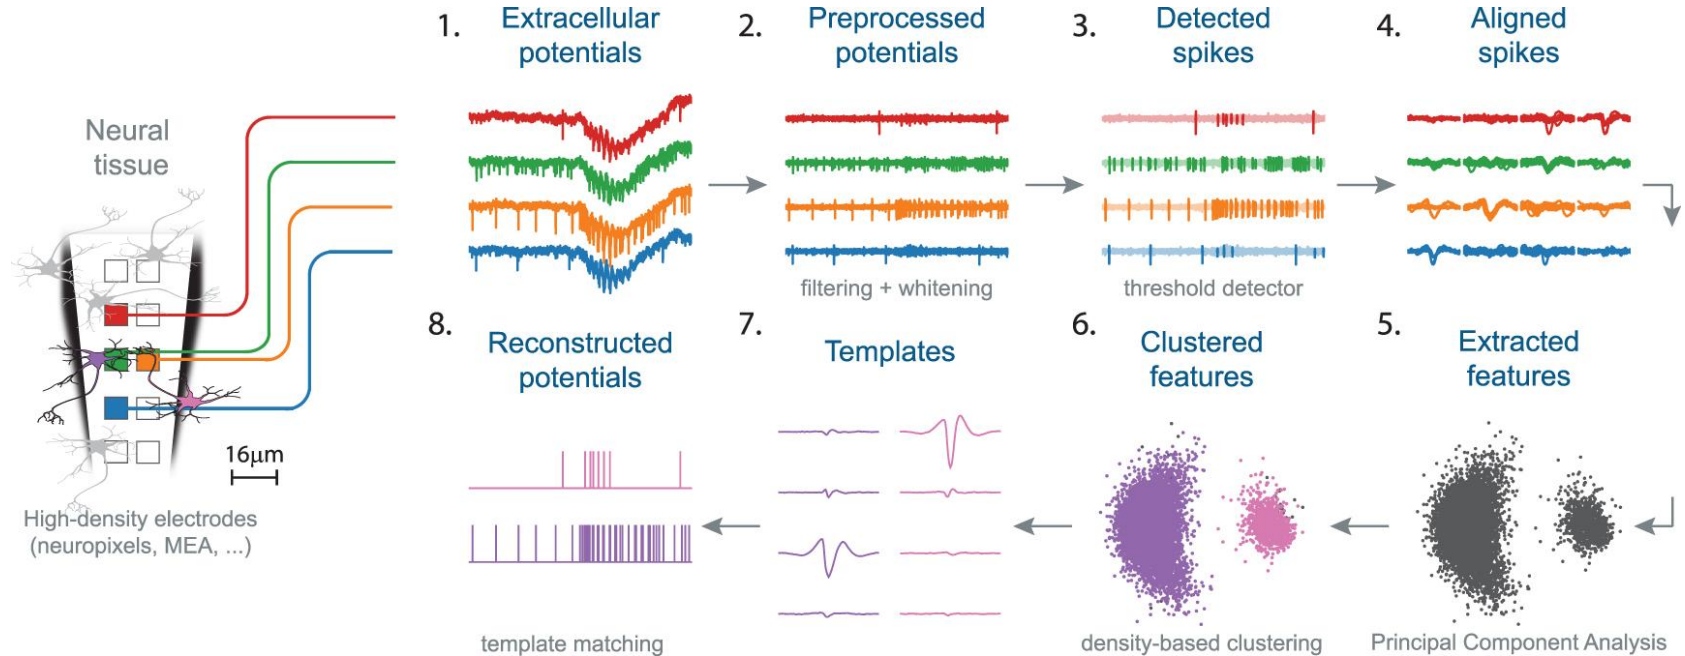 Neural
tissue
16μm
High-density electrodes
(neuropixels, MEA, ...)
1.
Extracellular
potentials
2.
Preprocessed
potentials
filtering + whitening
3.
Detected
spikes
threshold detector
4.
Aligned
spikes
5.
Extracted
features
Principal Component Analysis
6.
Clustered
features
density-based clustering
7.
Templates
8.
Reconstructed
potentials
template matching